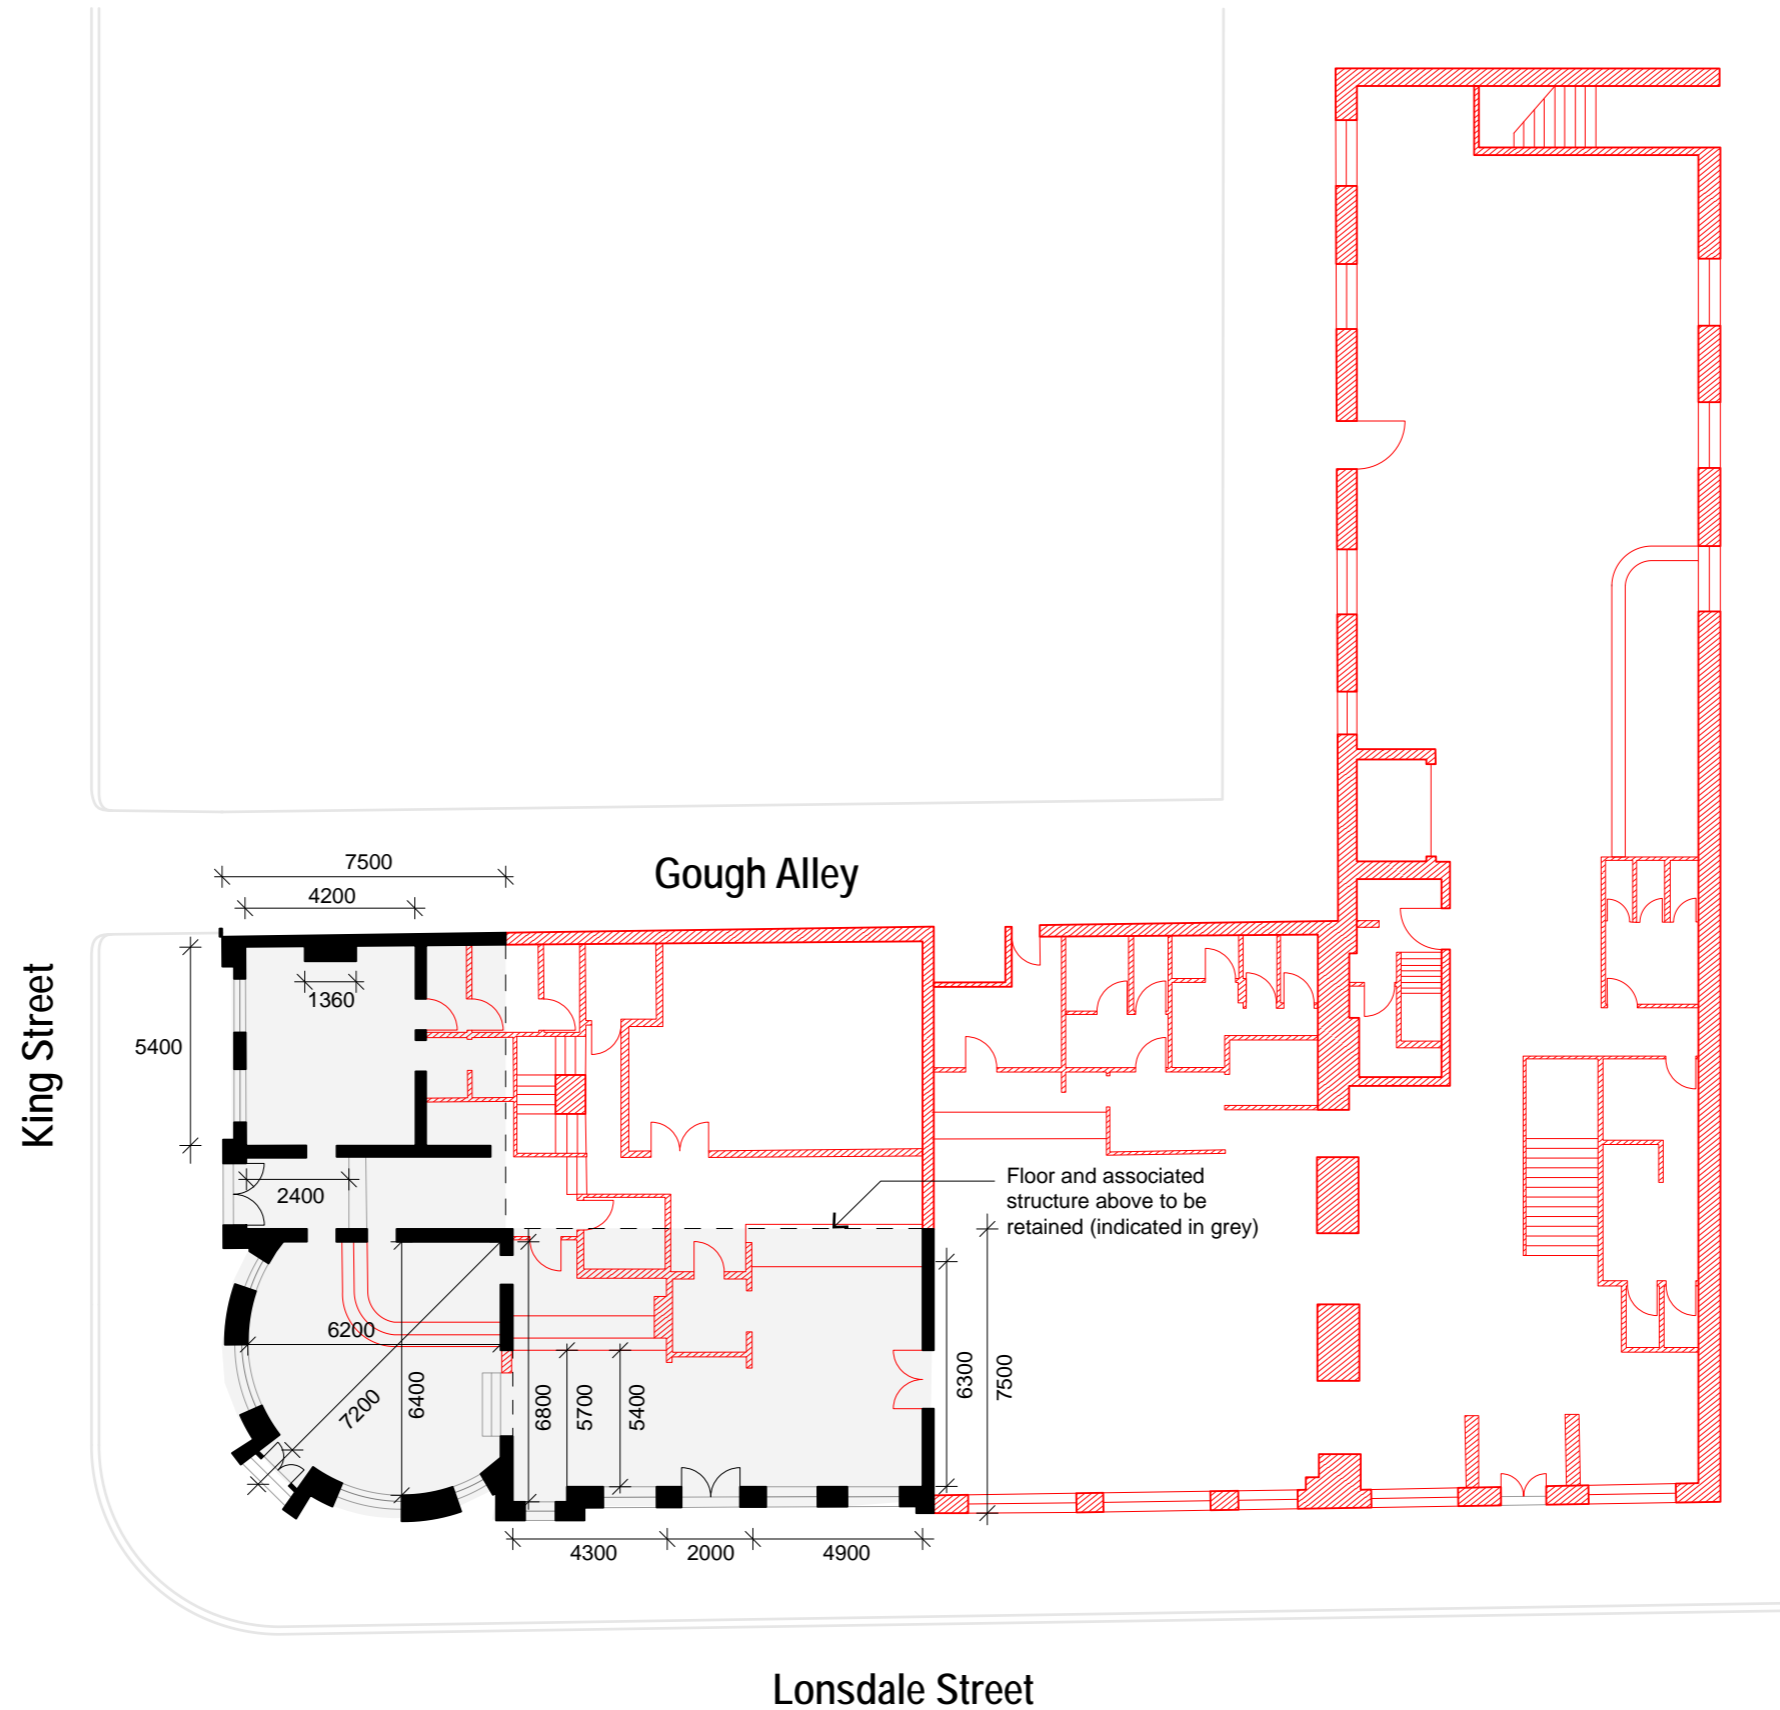 7500
4200
Gough Alley
1360
5400
King Street
2400
Floor and associated
structure above to be
retained (indicated in grey)
6200
7200
6400
6800
5700
5400
6300
7500
4300
2000
4900
Lonsdale Street